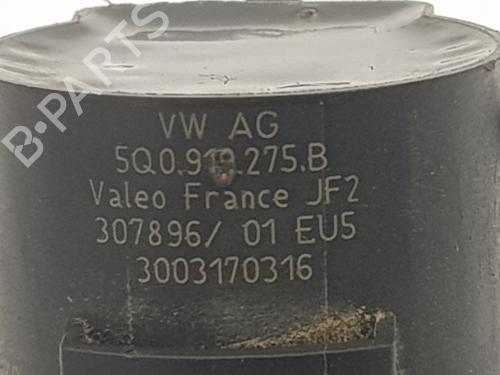 B-PARTS
VW AG
5Q0.919.275.B
Valeo France JF2
307896/ 01 EU5
3003170316